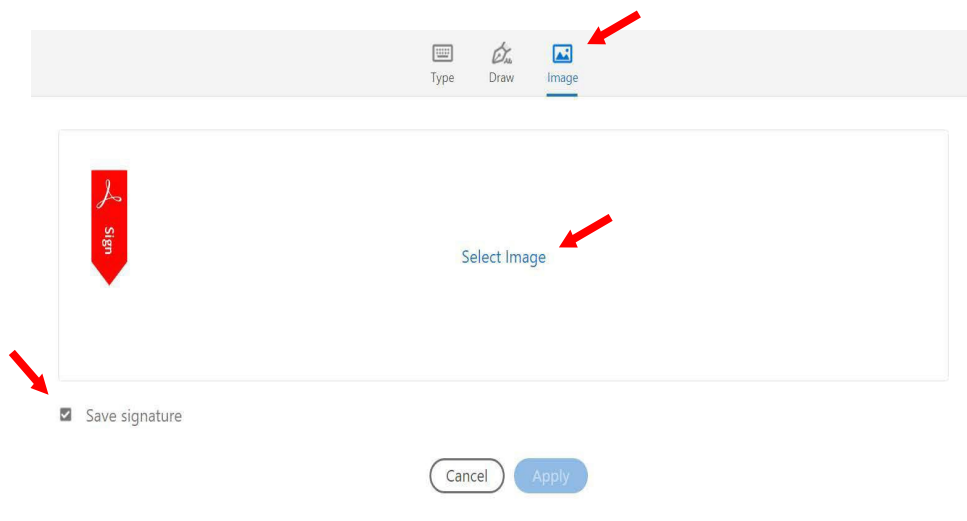 Type Draw Image
Sign
Select Image
Save signature
Cancel Apply